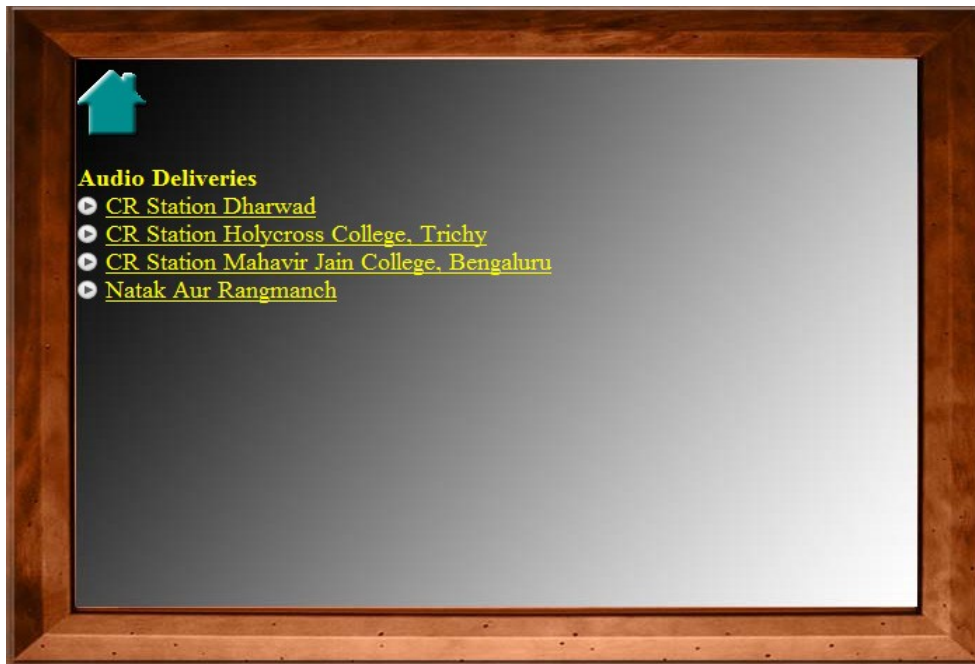 Audio Deliveries
CR Station Dharwad
CR Station Holycross College, Trichy
CR Station Mahavir Jain College, Bengaluru
Natak Aur Rangmanch